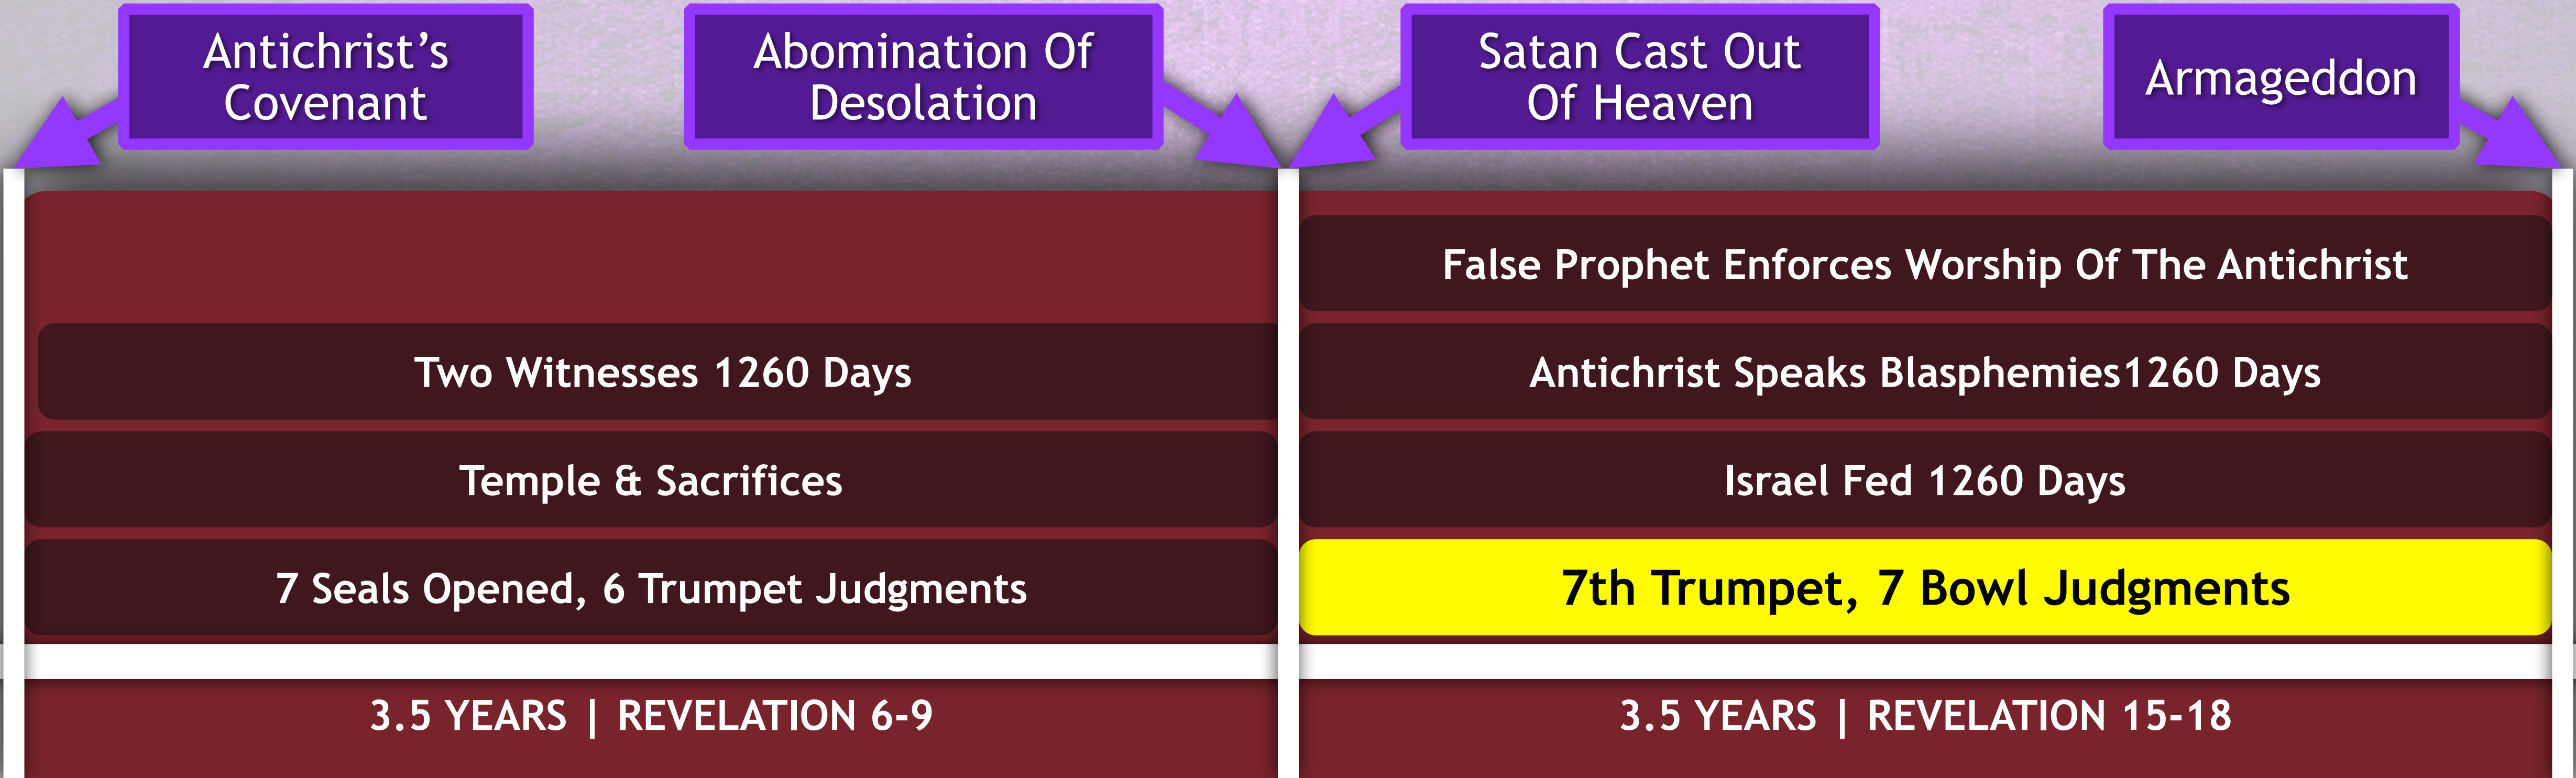 Antichrist’s
Covenant
Abomination Of
Desolation
Satan Cast Out
Of Heaven
Armageddon
False Prophet Enforces Worship Of The Antichrist
Two Witnesses 1260 Days
Antichrist Speaks Blasphemies1260 Days
Temple & Sacrifices
Israel Fed 1260 Days
7 Seals Opened, 6 Trumpet Judgments
7th Trumpet, 7 Bowl Judgments
3.5 YEARS | REVELATION 6-9
3.5 YEARS | REVELATION 15-18